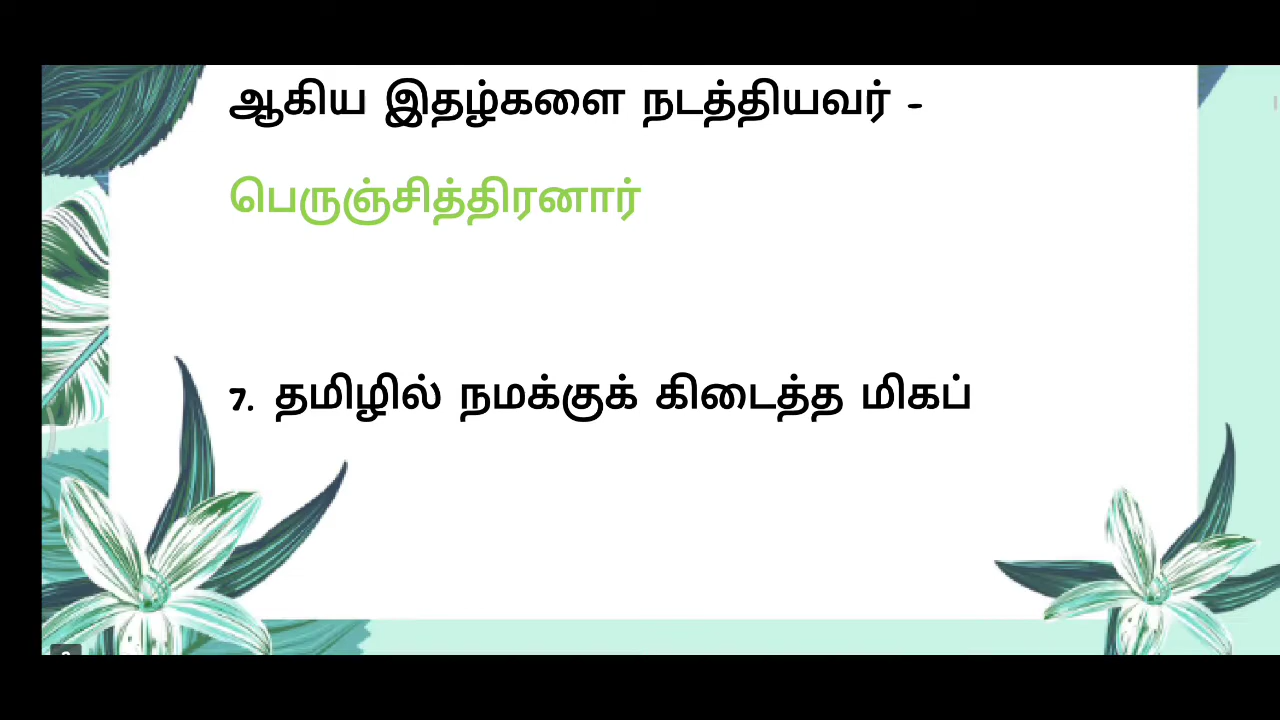 ஆகிய இதழ்களை நடத்தியவர் -
பெருஞ்சித்திரனார்
7. தமிழில் நமக்குக் கிடைத்த மிகப்